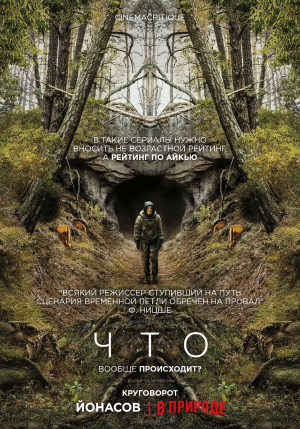 CINEMACRITIQUE
В ТАКИЕ СЕРИАЛЫ НУЖНО
ВНОСИТЬ НЕ ВОЗРАСТНОЙ РЕЙТИНГ,
А РЕЙТИНГ ПО АЙКЬЮ
"ВСЯКИЙ РЕЖИССЕР СТУПИВШИЙ НА ПУТЬ
СЦЕНАРИЯ ВРЕМЕННОЙ ПЕТЛИ ОБРЕЧЕН НА ПРОВАЛ"
Ф. НИЦШЕ
ЧТО
ВООБЩЕ ПРОИСХОДИТ?
КРУГОВОРОТ
ЙОНАСОВ | В ПРИРОДЕ